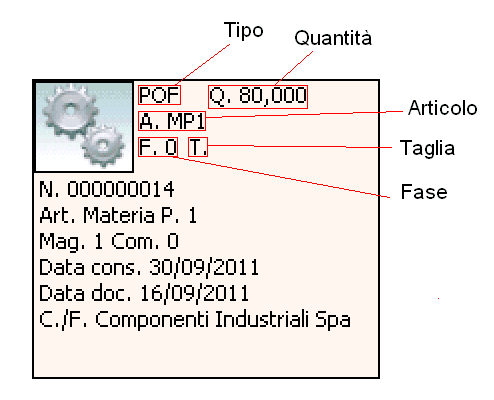 Tipo
Quantità
POF Q. 80,000
A. MP1
Articolo
F. 0 T.
Taglia
Fase
N. 000000014
Art. Materia P. 1
Mag. 1 Com. 0
Data cons. 30/09/2011
Data doc. 16/09/2011
C./F. Componenti Industriali Spa